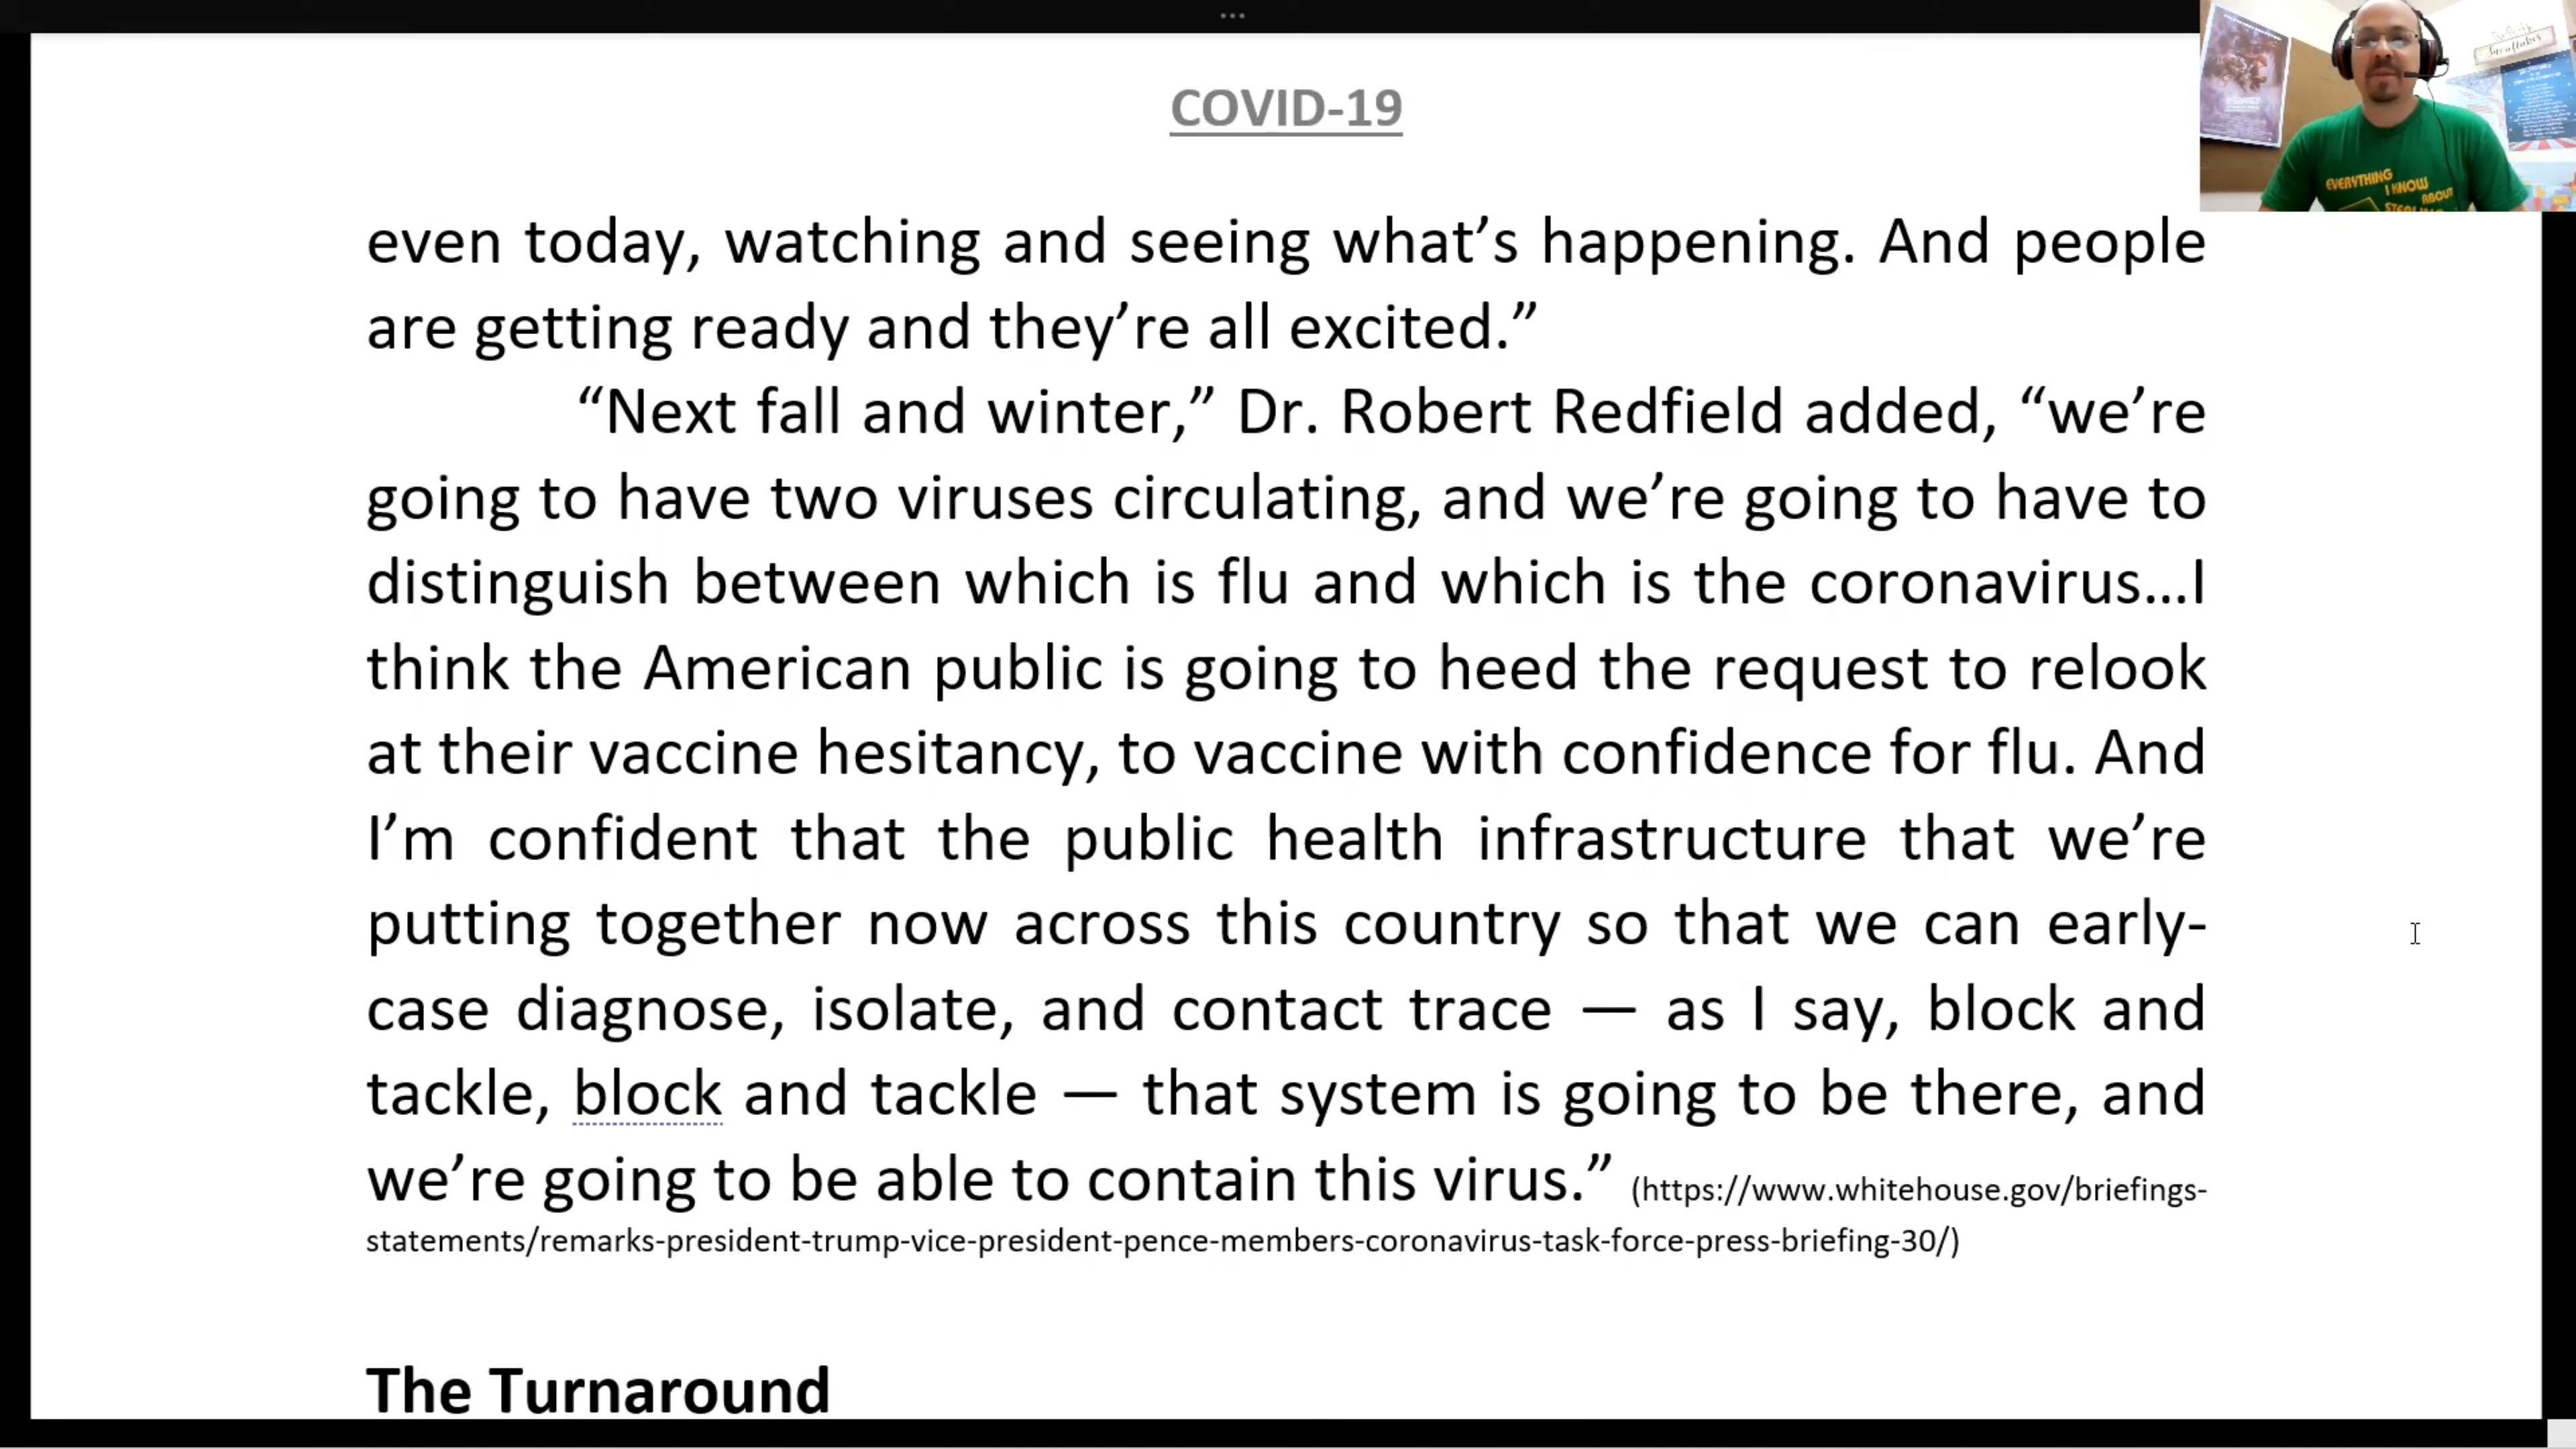 COVID-19
EVERYTHING
I KNOW
ABOUT
even today, watching and seeing what’s happening. And people
are getting ready and they’re all excited.”
“Next fall and winter,” Dr. Robert Redfield added, “we’re
going to have two viruses circulating, and we’re going to have to
distinguish between which is flu and which is the coronavirus…I
think the American public is going to heed the request to relook
at their vaccine hesitancy, to vaccine with confidence for flu. And
I’m confident that the public health infrastructure that we’re
putting together now across this country so that we can early-
case diagnose, isolate, and contact trace — as I say, block and
tackle, block and tackle — that system is going to be there, and
we’re going to be able to contain this virus.” (https://www.whitehouse.gov/briefings-
statements/remarks-president-trump-vice-president-pence-members-coronavirus-task-force-press-briefing-30/)
The Turnaround